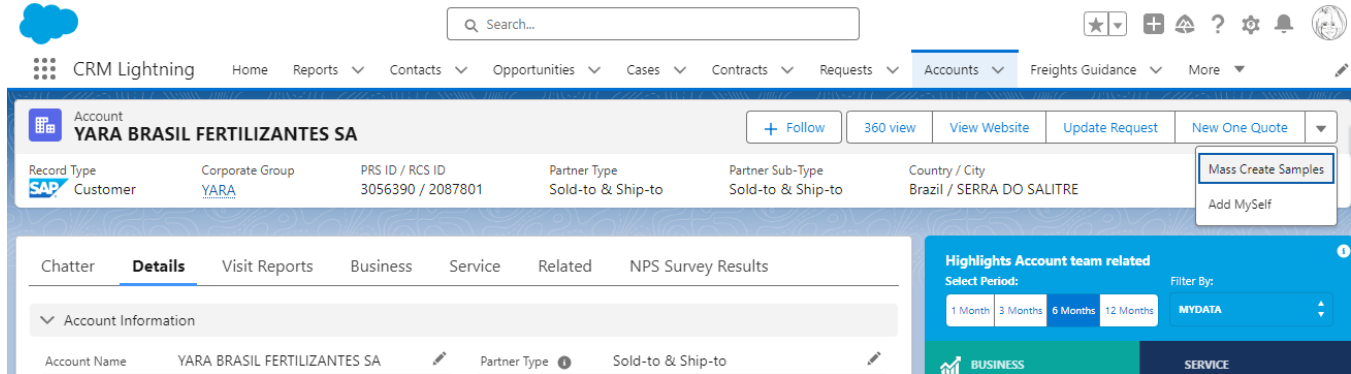 Search...
CRM Lightning Home Reports Contacts Opportunities Cases Contracts Requests Accounts Freights Guidance More
Account
YARA BRASIL FERTILIZANTES SA
+ Follow 360 view View Website Update Request New One Quote
Record Type Corporate Group PRS ID / RCS ID Partner Type Partner Sub-Type Country / City
SAP Customer YARA 3056390 / 2087801 Sold-to & Ship-to Sold-to & Ship-to Brazil / SERRA DO SALITRE
Mass Create Samples
Add MySelf
Chatter Details Visit Reports Business Service Related NPS Survey Results
Account Information
Account Name YARA BRASIL FERTILIZANTES SA Partner Type Sold-to & Ship-to
Highlights Account team related
Select Period: Filter By:
1 Month 3 Months 6 Months 12 Months MYDATA
BUSINESS SERVICE